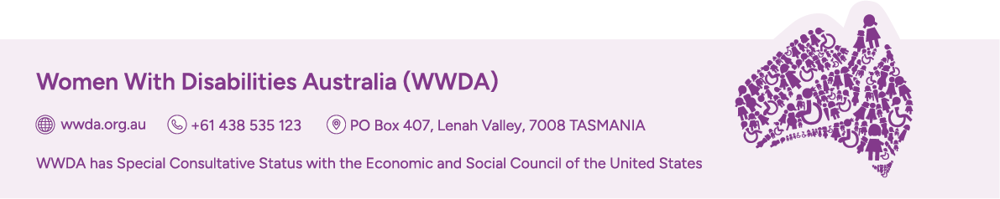 Women With Disabilities Australia (WWDA)
wwda.org.au +61 438 535 123 PO Box 407, Lenah Valley, 7008 TASMANIA
WWDA has Special Consultative Status with the Economic and Social Council of the United States